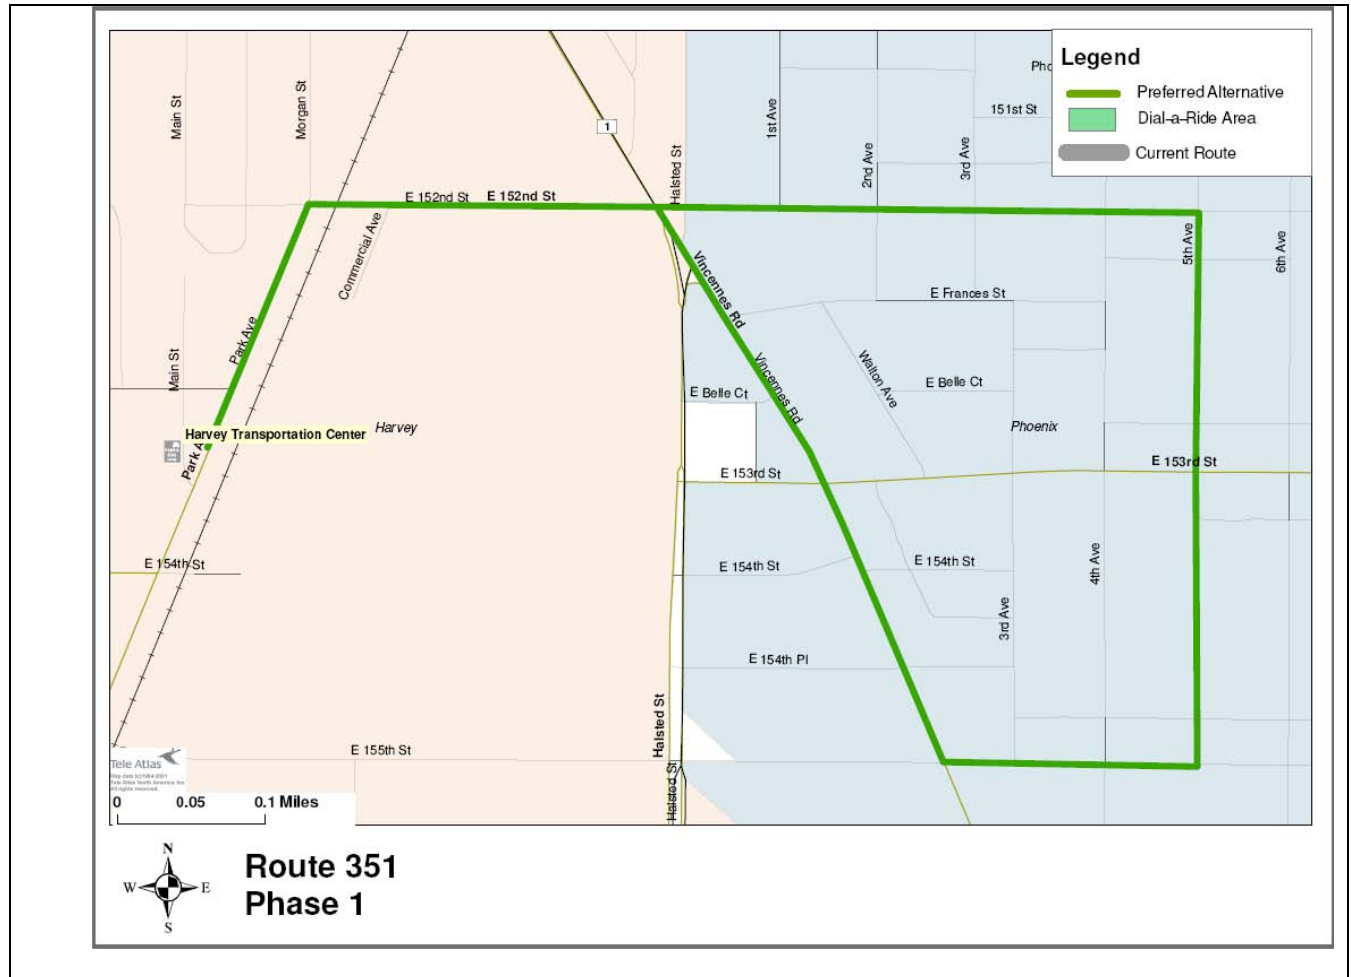 Legend
Preferred Alternative
Dial-a-Ride Area
Current Route
Main St
Morgan St
1
Halsted St
1st Ave
2nd Ave
3rd Ave
151st St
E 152nd St
E 152nd St
Commercial Ave
Park Ave
Main St
Vincennes Rd
Vincennes Rd
Walton Ave
E Frances St
E Belle Ct
E Belle Ct
5th Ave
6th Ave
Harvey Transportation Center
Harvey
Phoenix
E 153rd St
E 153rd St
E 154th St
E 154th St
E 154th St
4th Ave
3rd Ave
E 154th Pl
Halsted St
Halsted St
E 155th St
Tele Atlas
All rights reserved.
0 0.05 0.1 Miles
N
W E
S
Route 351
Phase 1